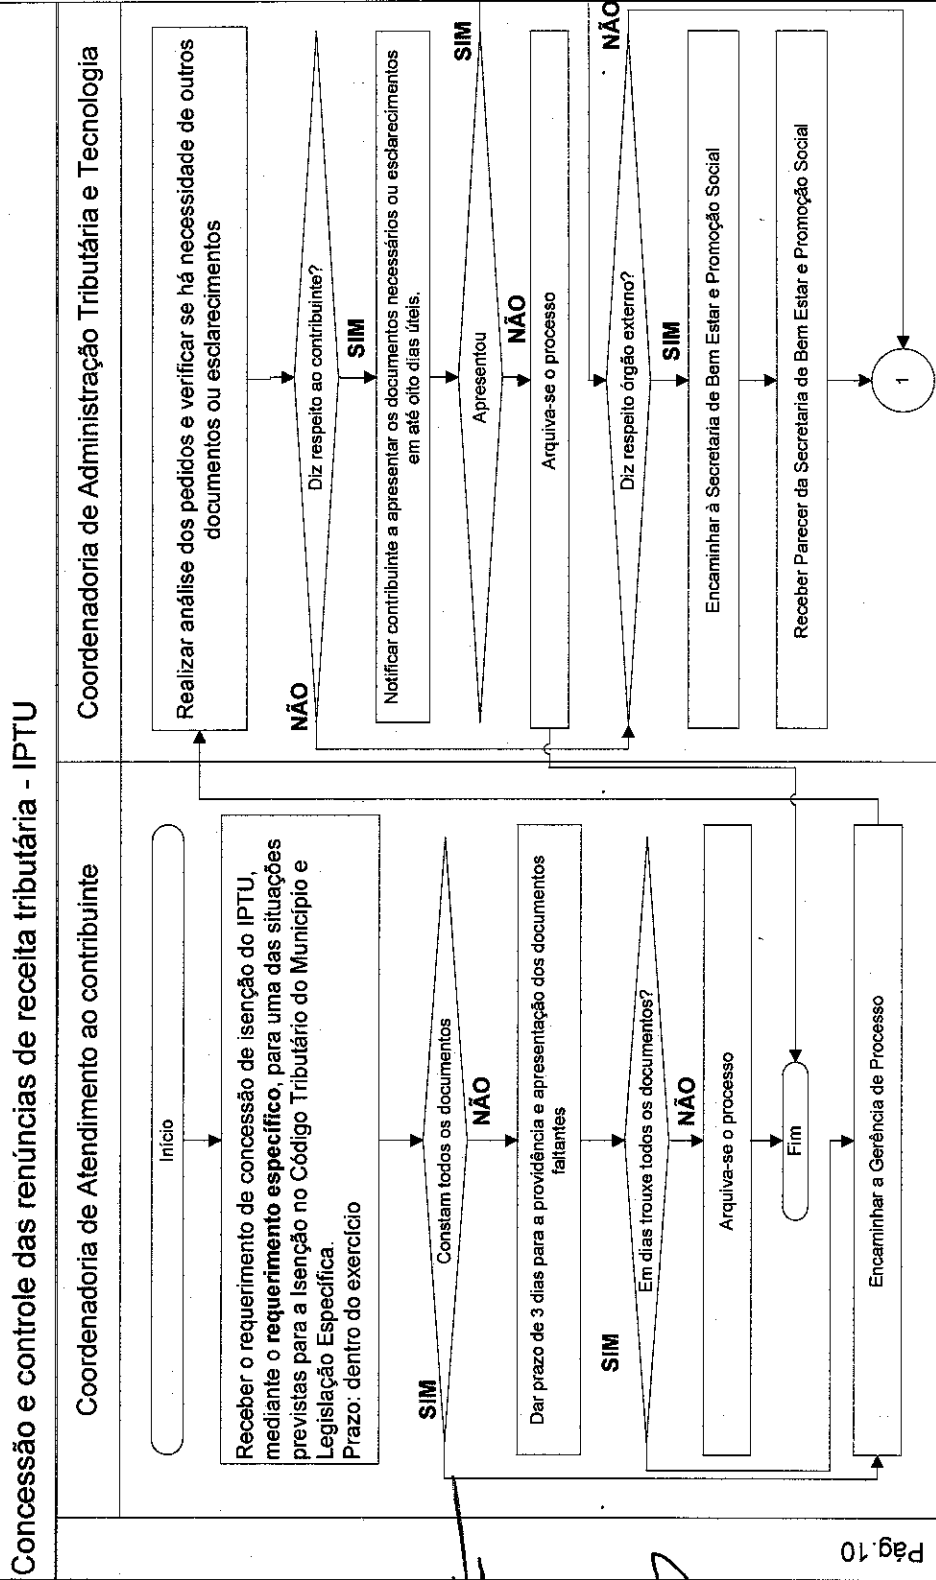 Concessão e controle das renúncias de receita tributária - IPTU
Coordenadoria de Atendimento ao contribuinte
Início
Receber o requerimento de concessão de isenção do IPTU,
mediante o requerimento específico, para uma das situações
previstas para a Isenção no Código Tributário do Município e
Legislação Específica.
Prazo: dentro do exercício
Constam todos os documentos
SIM
NÃO
Dar prazo de 3 dias para a providência e apresentação dos documentos
faltantes
Em dias trouxe todos os documentos?
SIM
NÃO
Arquiva-se o processo
Fim
Encaminhar a Gerência de Processo
Coordenadoria de Administração Tributária e Tecnologia
Realizar análise dos pedidos e verificar se há necessidade de outros
documentos ou esclarecimentos
Diz respeito ao contribuinte?
NÃO
SIM
Notificar contribuinte a apresentar os documentos necessários ou esclarecimentos
em até oito dias úteis.
Apresentou
SIM
NÃO
Arquiva-se o processo
Diz respeito órgão externo?
NÃO
SIM
Encaminhar à Secretaria de Bem Estar e Promoção Social
Receber Parecer da Secretaria de Bem Estar e Promoção Social
1
Pág.10